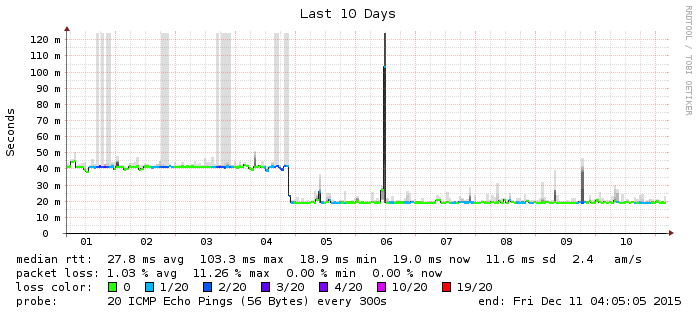 Last 10 Days
RRDTOOL / TOBI OETIKER
Seconds
120 m
110 m
100 m
90 m
80 m
70 m
60 m
50 m
40 m
30 m
20 m
10 m
0
01 02 03 04 05 06 07 08 09 10
median rtt: 27.8 ms avg 103.3 ms max 18.9 ms min 19.0 ms now 11.6 ms sd 2.4 am/s
packet loss: 1.03 % avg 11.26 % max 0.00 % min 0.00 % now
loss color: 0 1/20 2/20 3/20 4/20 10/20 19/20
probe: 20 ICMP Echo Pings (56 Bytes) every 300s end: Fri Dec 11 04:05:05 2015